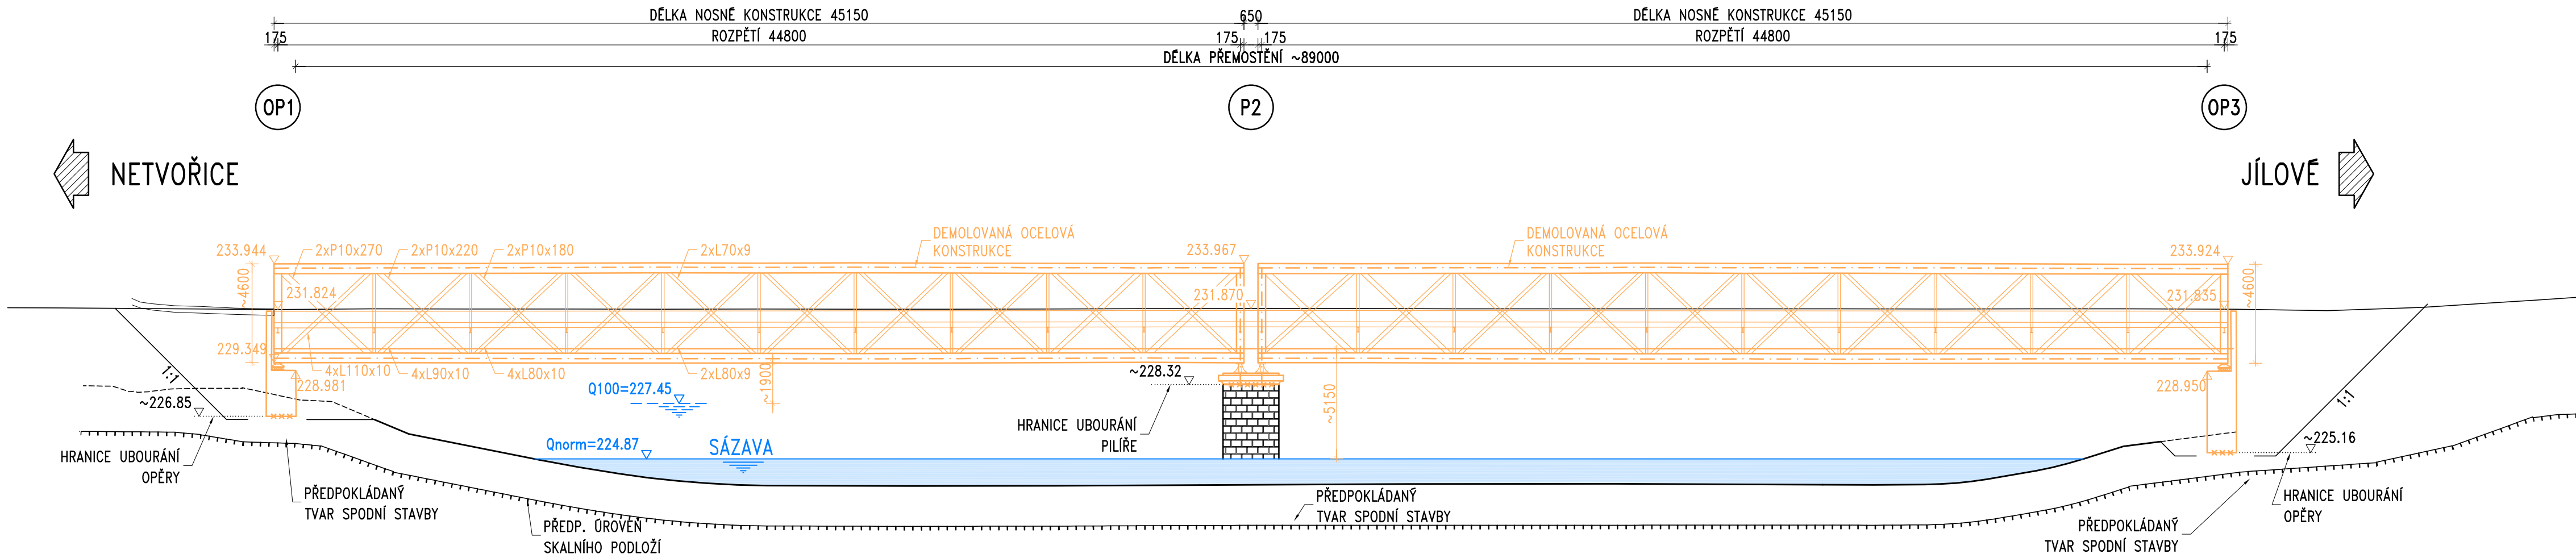 DÉLKA NOSNÉ KONSTRUKCE 45150
650
DÉLKA NOSNÉ KONSTRUKCE 45150
175
ROZPĚTÍ 44800
175
175
ROZPĚTÍ 44800
175
DÉLKA PŘEMOSTĚNÍ ~89000
OP1
P2
OP3
NETVOŘICE
JÍLOVÉ
233.944
2xP10x270
2xP10x220
2xP10x180
2xL70x9
DEMOLOVANÁ OCELOVÁ
KONSTRUKCE
233.967
DEMOLOVANÁ OCELOVÁ
KONSTRUKCE
233.924
~4600
231.824
231.870
231.835
~4600
229.349
4xL110x10
4xL90x10
4xL80x10
2xL80x9
1:1
228.981
~1900
~226.85
Q100=227.45
~228.32
~5150
228.950
1:1
HRANICE UBOURÁNÍ
PILÍŘE
Qnorm=224.87
SÁZAVA
~225.16
HRANICE UBOURÁNÍ
OPĚRY
PŘEDPOKLÁDANÝ
TVAR SPODNÍ STAVBY
PŘEDP. ÚROVEŇ
SKALNÍHO PODLOŽÍ
PŘEDPOKLÁDANÝ
TVAR SPODNÍ STAVBY
PŘEDPOKLÁDANÝ
TVAR SPODNÍ STAVBY
HRANICE UBOURÁNÍ
OPĚRY